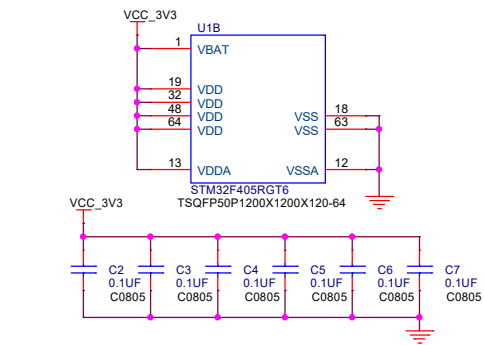 VCC_3V3
U1B
1 VBAT
19 VDD
32 VDD
48 VDD VSS 18
64 VDD VSS 63
13 VDDA VSSA 12
STM32F405RGT6
TSQFP50P1200X1200X120-64
VCC_3V3
C2 C3 C4 C5 C6 C7
0.1UF 0.1UF 0.1UF 0.1UF 0.1UF 0.1UF
C0805 C0805 C0805 C0805 C0805 C0805